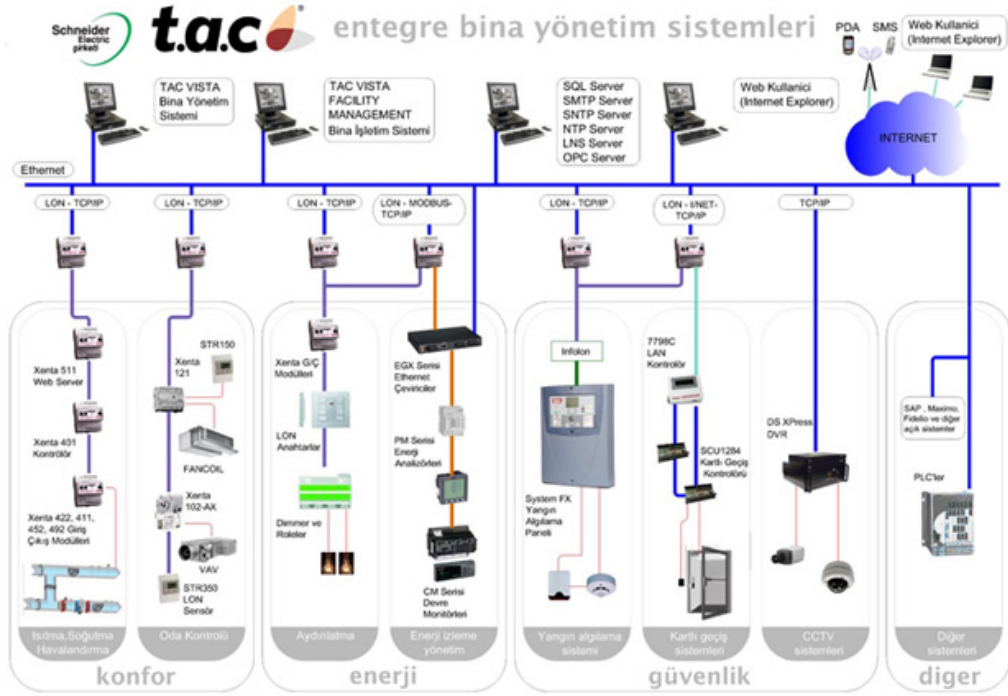 Schneider
Electric
şirketi
t.a.c
entegre bina yönetim sistemleri
PDA
SMS
Web Kullanici
(Internet Explorer)
TAC VISTA
Bina Yönetim
Sistemi
TAC VISTA
FACILITY
MANAGEMENT
Bina İşletim Sistemi
SQL Server
SMTP Server
SNTP Server
NTP Server
LNS Server
OPC Server
Web Kullanici
(Internet Explorer)
INTERNET
Ethernet
LON - TCP/IP
LON - TCP/IP
LON - TCP/IP
LON - MODBUS-
TCP/IP
LON - TCP/IP
LON - I/NET-
TCP/IP
TCP/IP
Xenta 511
Web Server
Xenta 401
Kontrölör
Xenta 422, 411,
452, 492 Giriş
Çıkış Modülleri
Isıtma,Soğutma
Havalandırma
STR150
Xenta
121
FANCOIL
Xenta
102-AX
VAV
STR350
LON
Sensör
Oda Kontrolü
konfor
Xenta G/Ç
Modülleri
LON
Anahtarlar
Dimmer ve
Roleler
Aydınlatma
EGX Serisi
Ethernet
Çeviriciler
PM Serisi
Enerji
Analizörleri
CM Serisi
Devre
Monitörleri
Enerji izleme
yönetim
enerji
Infolon
System FX
Yangın
Algılama
Paneli
Yangın algılama
sistemi
7798C
LAN
Kontrolör
SCU1284
Kartlı Geçiş
Kontrolörü
Kartlı geçiş
sistemleri
DS XPress
DVR
CCTV
sistemleri
güvenlik
SAP , Maximo,
Fidelio ve diğer
açık sistemler
PLC'ler
Diğer
sistemleri
diger